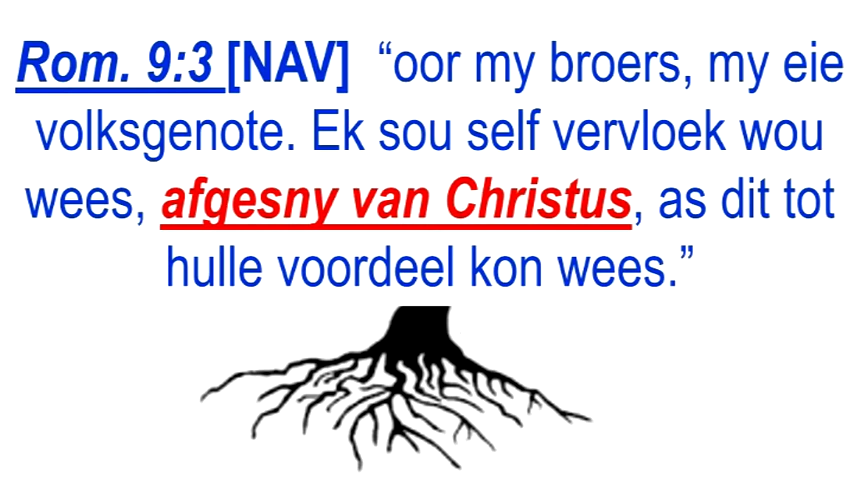 Rom. 9:3 [NAV] “oor my broers, my eie
volksgenote. Ek sou self vervloek wou
wees, afgesny van Christus, as dit tot
hulle voordeel kon wees.”